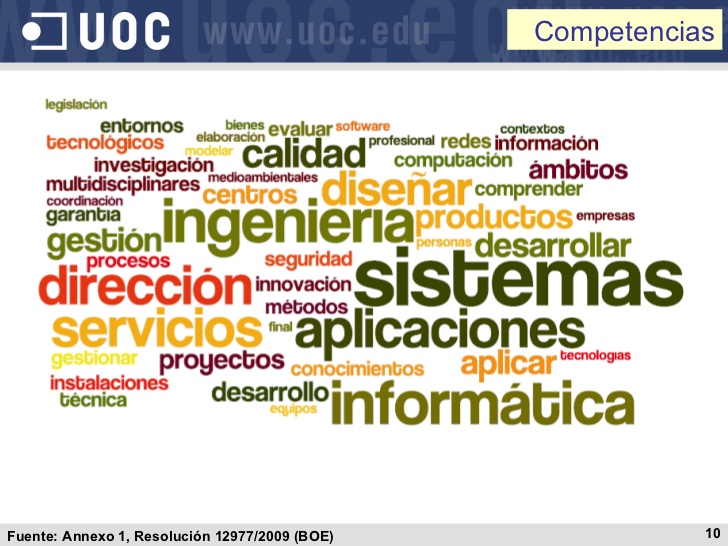 UOC
www.uoc.edu
Competencias
legislación
entornos bienes evaluar software contextos
tecnológicos elaboración calidad profesional redes información
modelar
investigación computación ámbitos
multidisciplinares medioambientales centros diseñar comprender
coordinación
garantia ingenieria productos empresas
gestión personas desarrollar
procesos seguridad sistemas
dirección innovación
métodos
servicios final aplicaciones
gestionar proyectos conocimientos aplicar tecnologias
instalaciones desarrollo informática
técnica equipos
Fuente: Annexo 1, Resolución 12977/2009 (BOE) 10